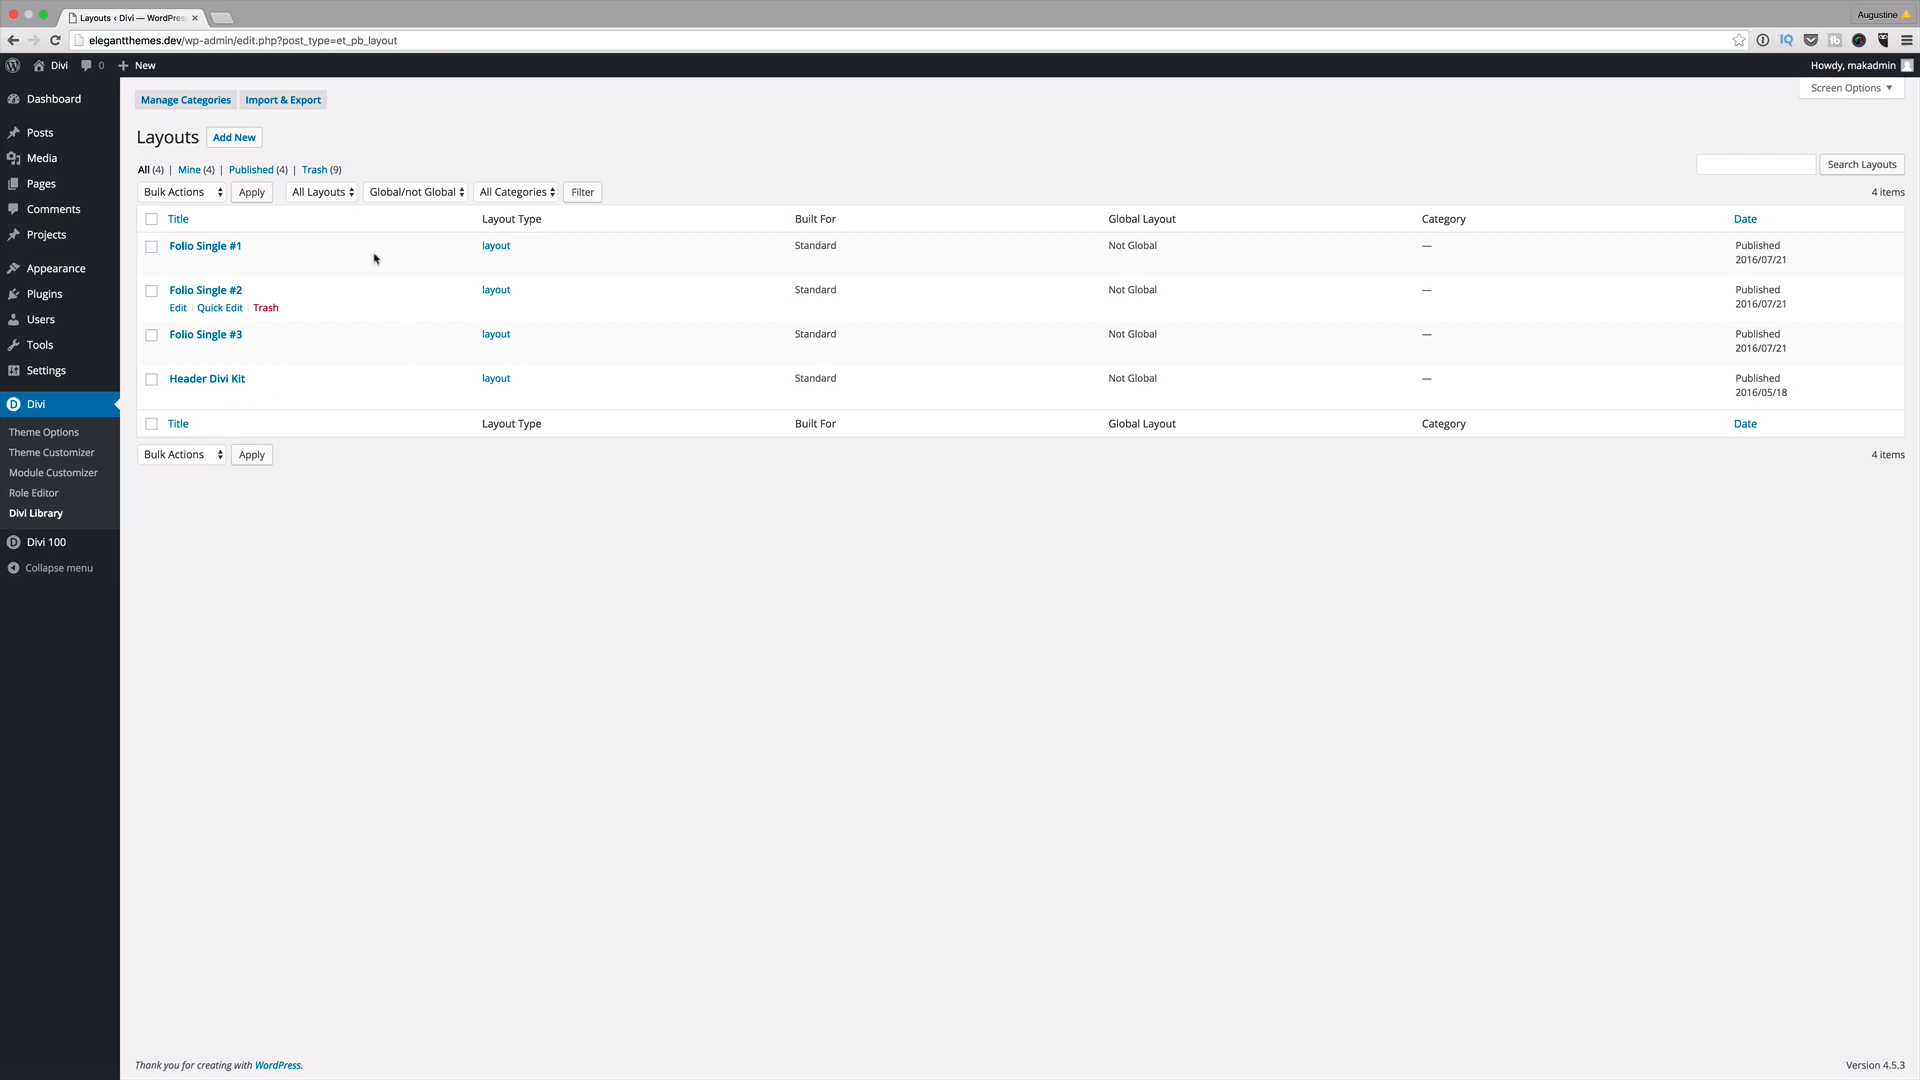 Layouts ‹ Divi — WordPres
Augustine
elegantthemes.dev/wp-admin/edit.php?post_type=et_pb_layout
Divi 0 + New Howdy, makadmin
Dashboard
Posts
Media
Pages
Comments
Projects
Appearance
Plugins
Users
Tools
Settings
Divi
Theme Options
Theme Customizer
Module Customizer
Role Editor
Divi Library
Divi 100
Collapse menu
Manage Categories Import & Export Screen Options
Layouts Add New
All (4) | Mine (4) | Published (4) | Trash (9) Search Layouts
Bulk Actions Apply All Layouts Global/not Global All Categories Filter 4 items
Title Layout Type Built For Global Layout Category Date
Folio Single #1 layout Standard Not Global — Published
2016/07/21
Folio Single #2 layout Standard Not Global — Published
Edit | Quick Edit | Trash 2016/07/21
Folio Single #3 layout Standard Not Global — Published
2016/07/21
Header Divi Kit layout Standard Not Global — Published
2016/05/18
Title Layout Type Built For Global Layout Category Date
Bulk Actions Apply 4 items
Thank you for creating with WordPress. Version 4.5.3